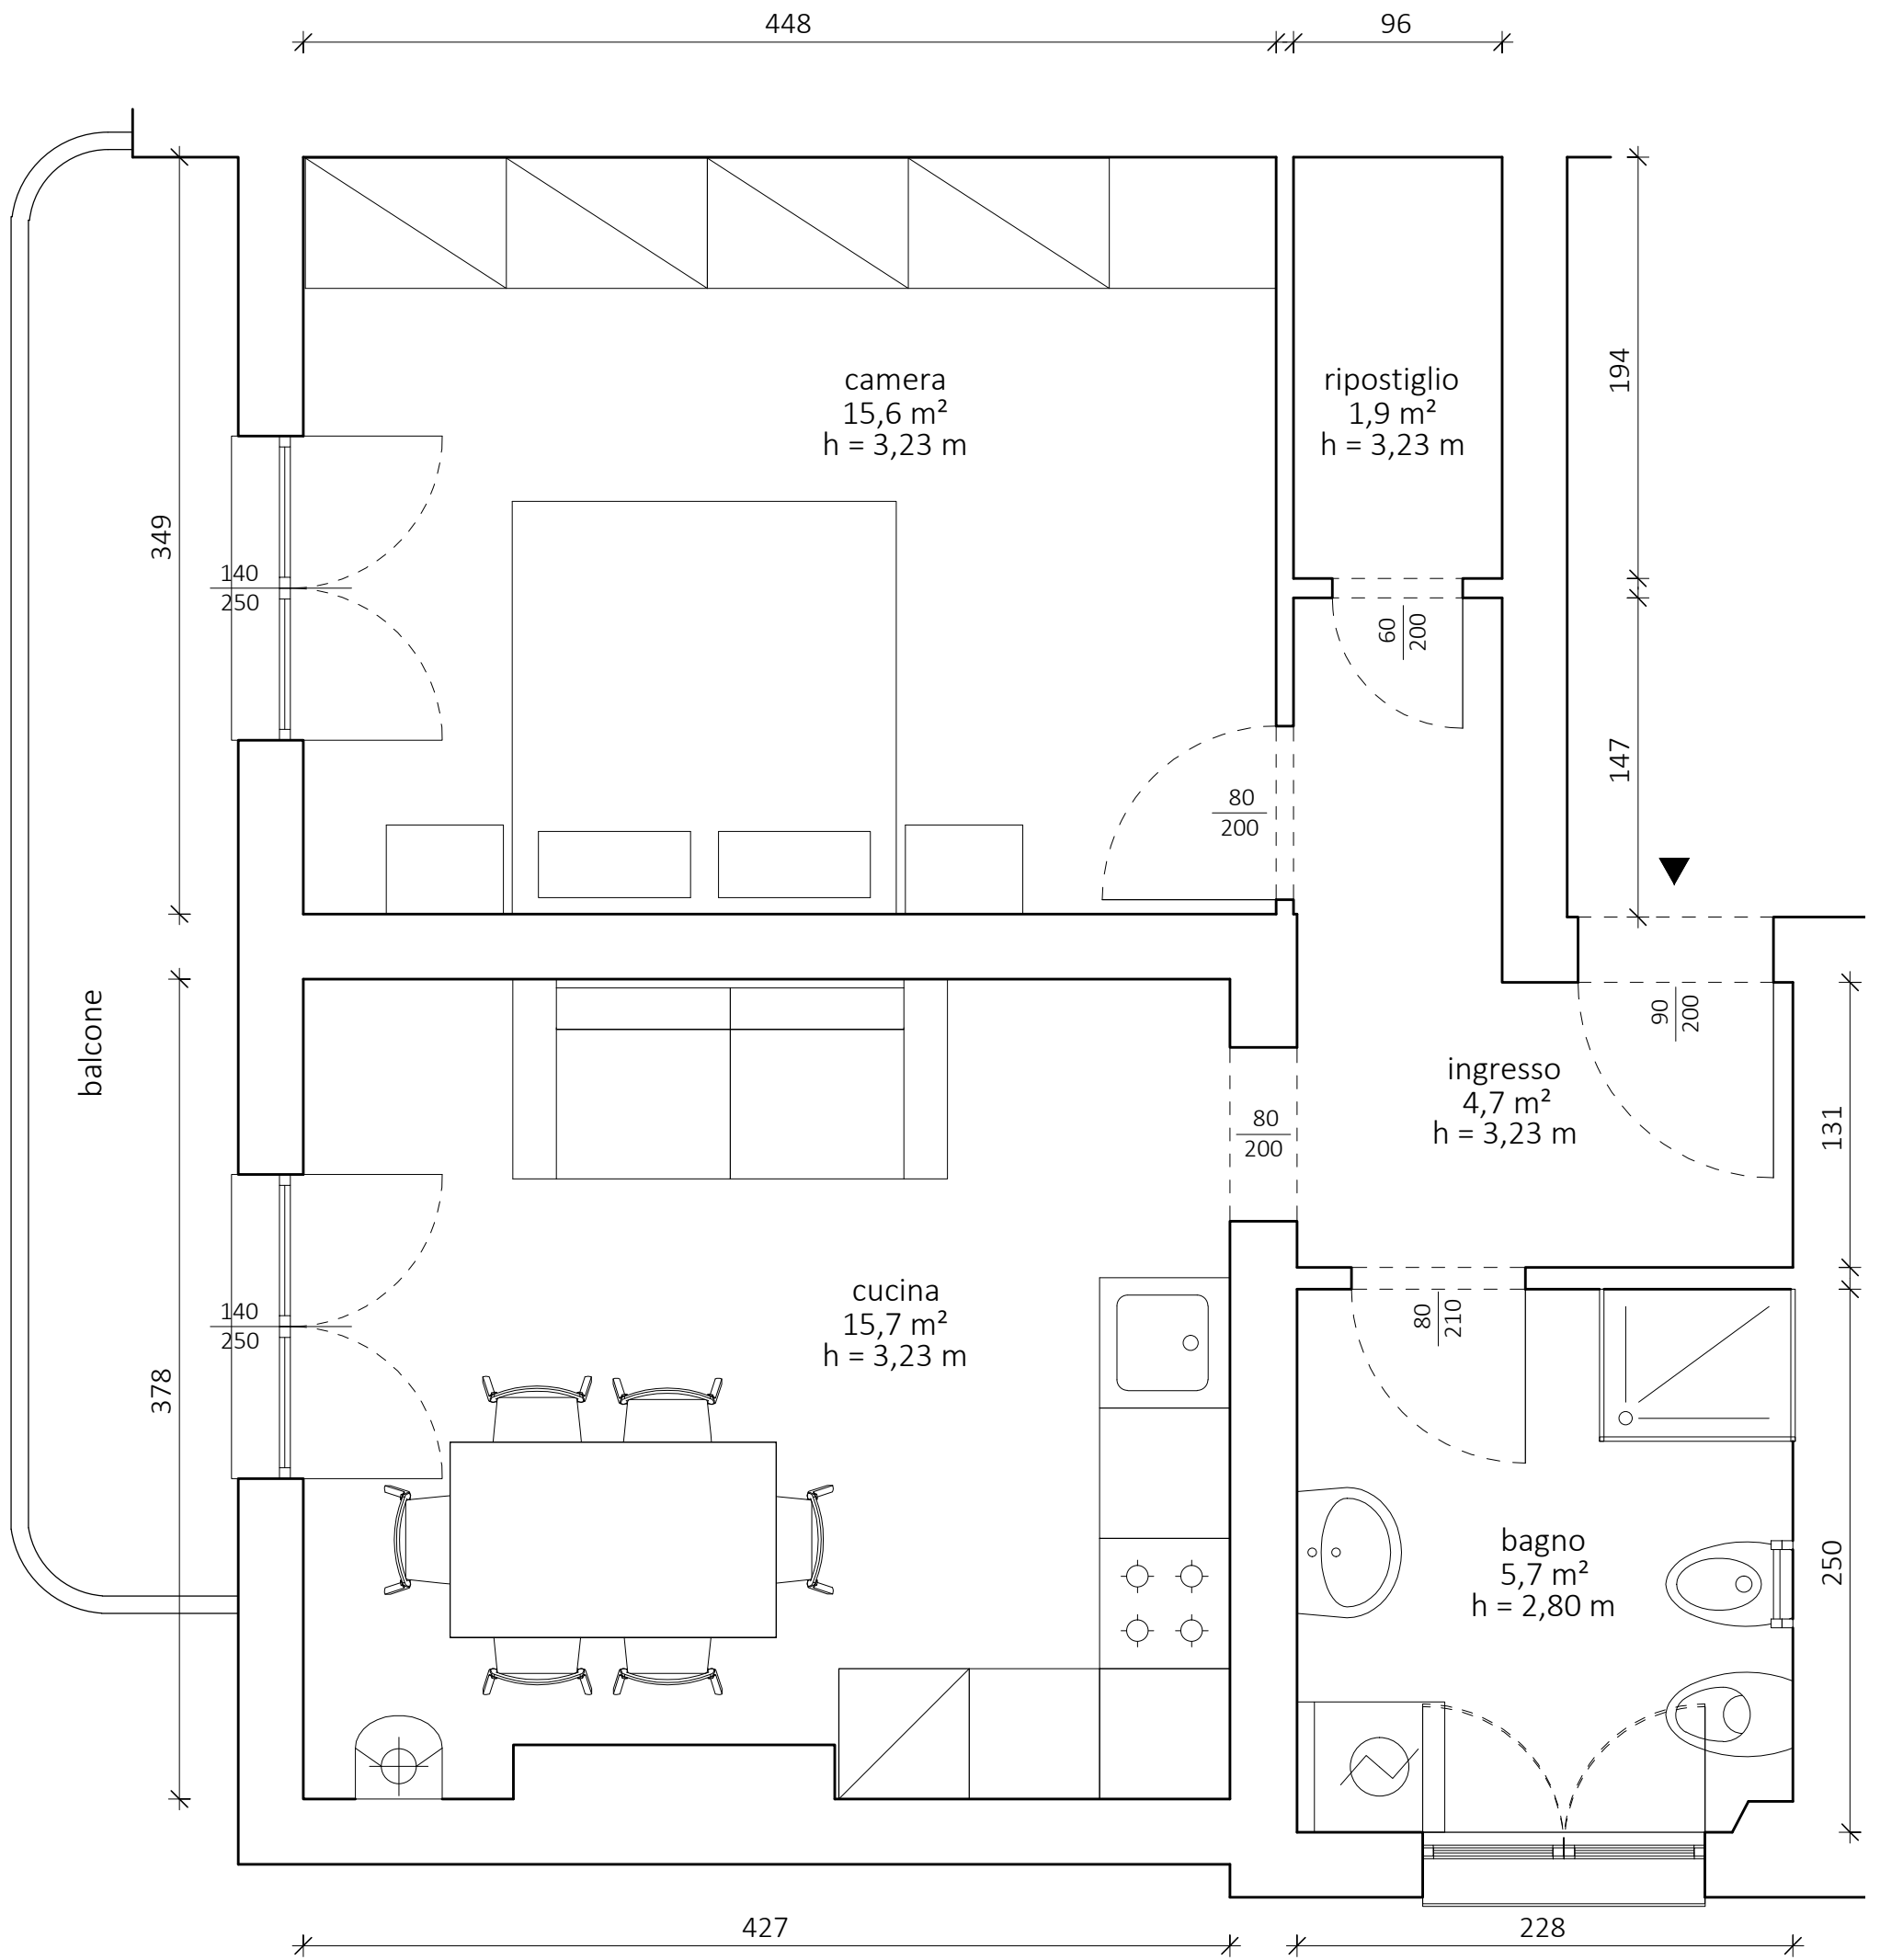 448
96
camera
15,6 m²
h = 3,23 m
ripostiglio
1,9 m²
h = 3,23 m
194
349
140
250
60
200
147
80
200
balcone
90
200
ingresso
4,7 m²
h = 3,23 m
131
80
200
cucina
15,7 m²
h = 3,23 m
140
250
80
210
378
bagno
5,7 m²
h = 2,80 m
250
427
228